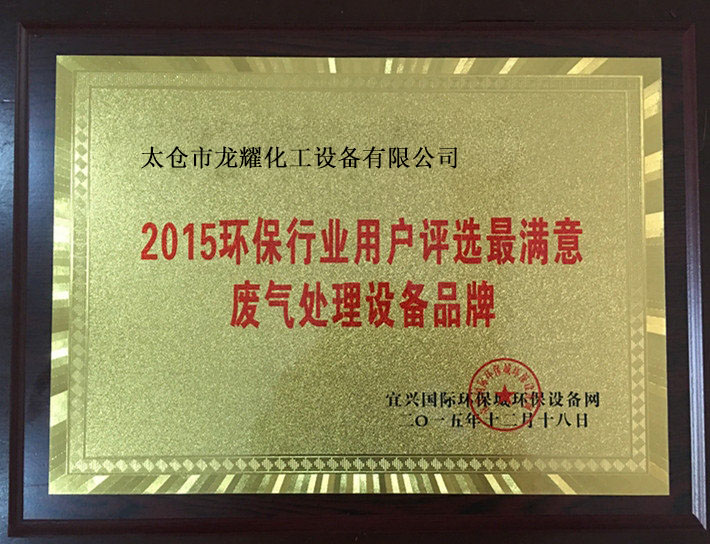 太仓市龙耀化工设备有限公司
2015环保行业用户评选最满意
废气处理设备品牌
宜兴国际环保城环保设备网
二〇一五年十二月十八日